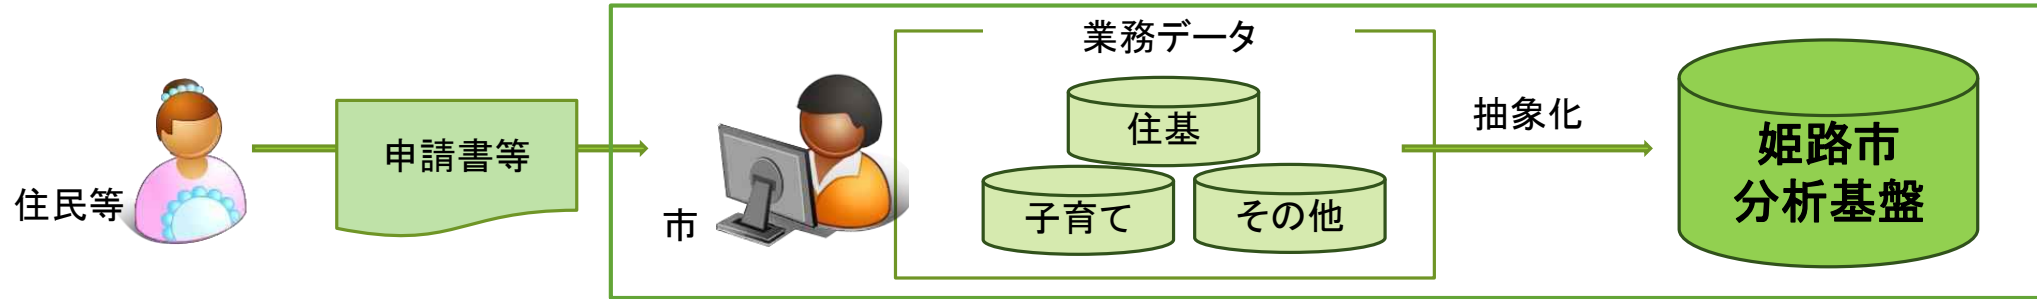 住民等
申請書等
市
業務データ
住基
子育て
その他
抽象化
姫路市
分析基盤